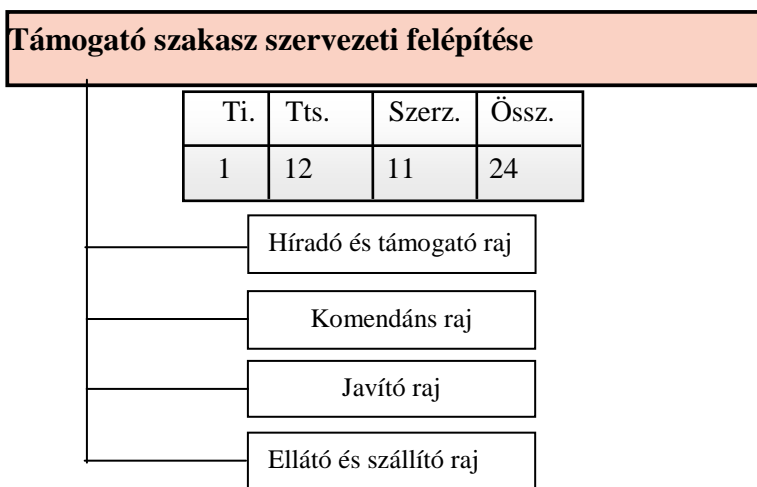 Támogató szakasz szervezeti felépítése
Ti. Tts. Szerz. Össz.
1 12 11 24
Híradó és támogató raj
Komendáns raj
Javító raj
Ellátó és szállító raj